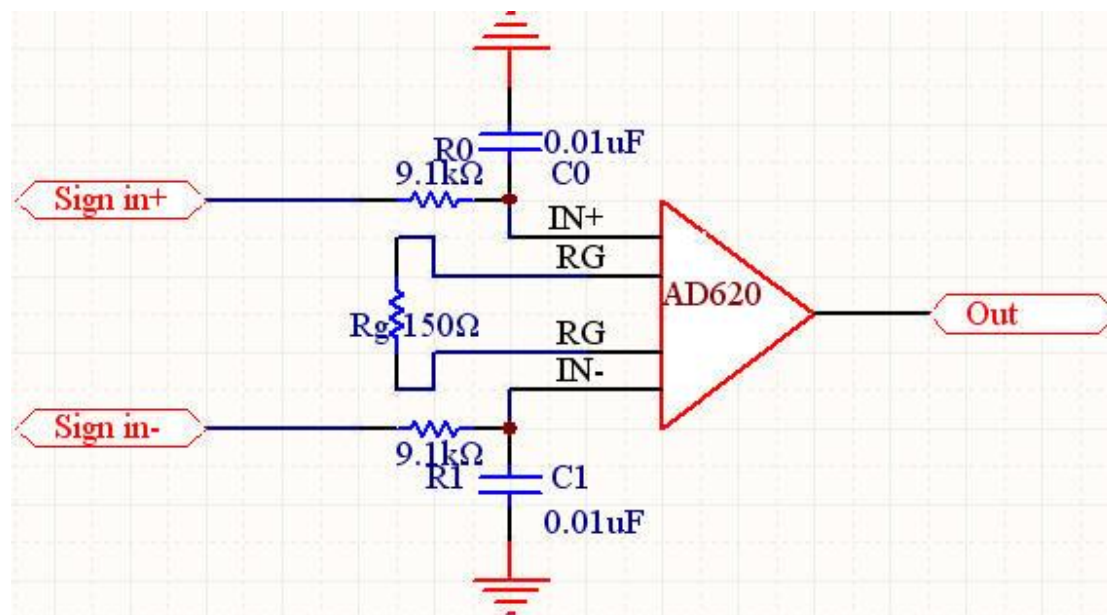 R0
0.01uF
9.1kΩ
C0
Sign in+
IN+
RG
AD620
Rg 150Ω
Out
RG
IN-
Sign in-
9.1kΩ
R1
C1
0.01uF